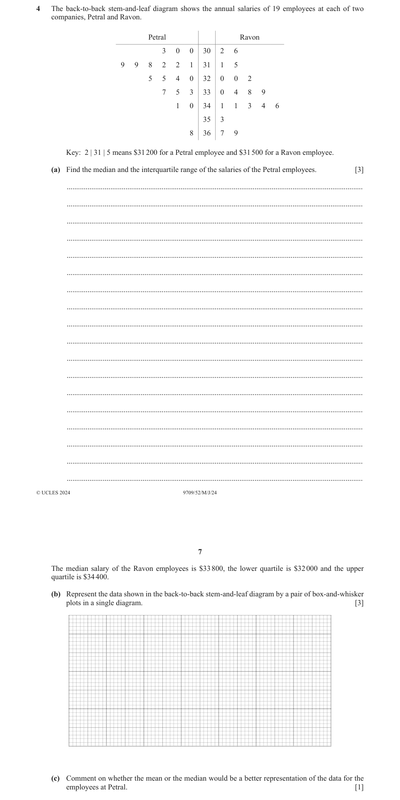 4 The back-to-back stem-and-leaf diagram shows the annual salaries of 19 employees at each of two
companies, Petral and Ravon.
Petral Ravon
3 0 0 30 2 6
9 9 8 2 2 1 31 1 5
5 5 4 0 32 0 0 2
7 5 3 33 0 4 8 9
1 0 34 1 1 3 4 6
35 3
8 36 7 9
Key: 2 | 31 | 5 means $31 200 for a Petral employee and $31 500 for a Ravon employee.
(a) Find the median and the interquartile range of the salaries of the Petral employees. [3]
© UCLES 2024 9709/52/M/J/24
7
The median salary of the Ravon employees is $33 800, the lower quartile is $32 000 and the upper
quartile is $34 400.
(b) Represent the data shown in the back-to-back stem-and-leaf diagram by a pair of box-and-whisker
plots in a single diagram. [3]
(c) Comment on whether the mean or the median would be a better representation of the data for the
employees at Petral. [1]